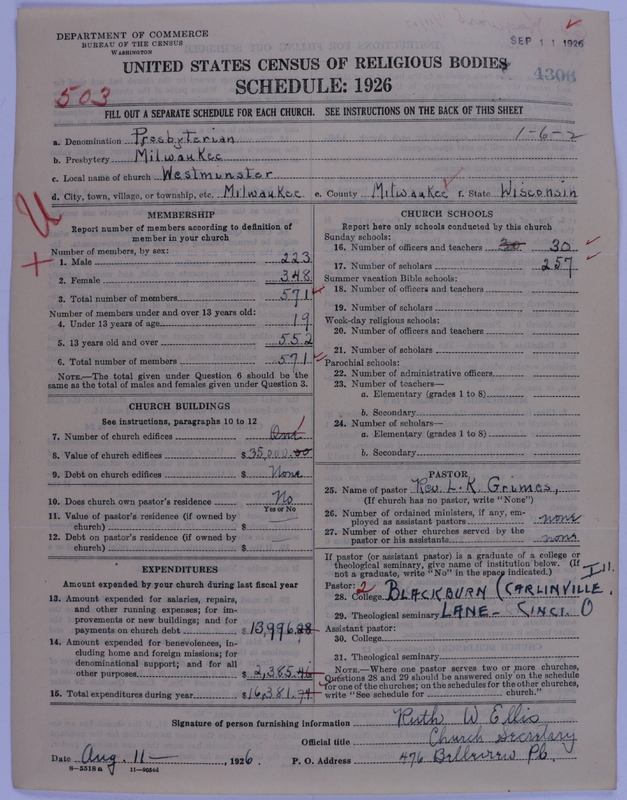 DEPARTMENT OF COMMERCE
BUREAU OF THE CENSUS
WASHINGTON
SEP 11 1926
UNITED STATES CENSUS OF RELIGIOUS BODIES
4306
SCHEDULE: 1926
503
FILL OUT A SEPARATE SCHEDULE FOR EACH CHURCH. SEE INSTRUCTIONS ON THE BACK OF THIS SHEET
1-6-2
a. Denomination Presbyterian
b. Presbytery Milwaukee
c. Local name of church Westminster
d. City, town, village, or township, etc. Milwaukee e. County Milwaukee f. State Wisconsin
MEMBERSHIP
Report number of members according to definition of
member in your church
Number of members, by sex:
1. Male 223
2. Female 348
3. Total number of members 571
Number of members under and over 13 years old:
4. Under 13 years of age 19
5. 13 years old and over 552
6. Total number of members 571
NOTE.—The total given under Question 6 should be the
same as the total of males and females given under Question 3.
CHURCH BUILDINGS
See instructions, paragraphs 10 to 12
7. Number of church edifices One
8. Value of church edifices $ 35,000.00
9. Debt on church edifices $ None
10. Does church own pastor's residence No
Yes or No
11. Value of pastor's residence (if owned by
church) $
12. Debt on pastor's residence (if owned by
church) $
EXPENDITURES
Amount expended by your church during last fiscal year
13. Amount expended for salaries, repairs,
and other running expenses; for im-
provements or new buildings; and for
payments on church debt $ 13,996.28
14. Amount expended for benevolences, in-
cluding home and foreign missions; for
denominational support; and for all
other purposes $ 2,385.46
15. Total expenditures during year $ 16,381.74
CHURCH SCHOOLS
Report here only schools conducted by this church
Sunday schools:
16. Number of officers and teachers 30 30
17. Number of scholars 257
Summer vacation Bible schools:
18. Number of officers and teachers
19. Number of scholars
Week-day religious schools:
20. Number of officers and teachers
21. Number of scholars
Parochial schools:
22. Number of administrative officers
23. Number of teachers—
a. Elementary (grades 1 to 8)
b. Secondary
24. Number of scholars—
a. Elementary (grades 1 to 8)
b. Secondary
PASTOR
25. Name of pastor Rev. L. K. Grimes,
(If church has no pastor, write "None")
26. Number of ordained ministers, if any, em-
ployed as assistant pastors none
27. Number of other churches served by the
pastor or his assistants none
If pastor (or assistant pastor) is a graduate of a college or
theological seminary, give name of institution below. (If
not a graduate, write "No" in the space indicated.)
Pastor: 2
28. College BLACKBURN (CARLINVILLE Ill.
29. Theological seminary LANE - CINCI. O
Assistant pastor:
30. College
31. Theological seminary
NOTE.—Where one pastor serves two or more churches,
Questions 28 and 29 should be answered only on the schedule
for one of the churches; on the schedules for the other churches,
write "See schedule for church."
Signature of person furnishing information Ruth W Ellis
Official title Church Secretary
Date Aug. 11 —, 1926. P. O. Address 476 Bellview Pl.
8-5518 a